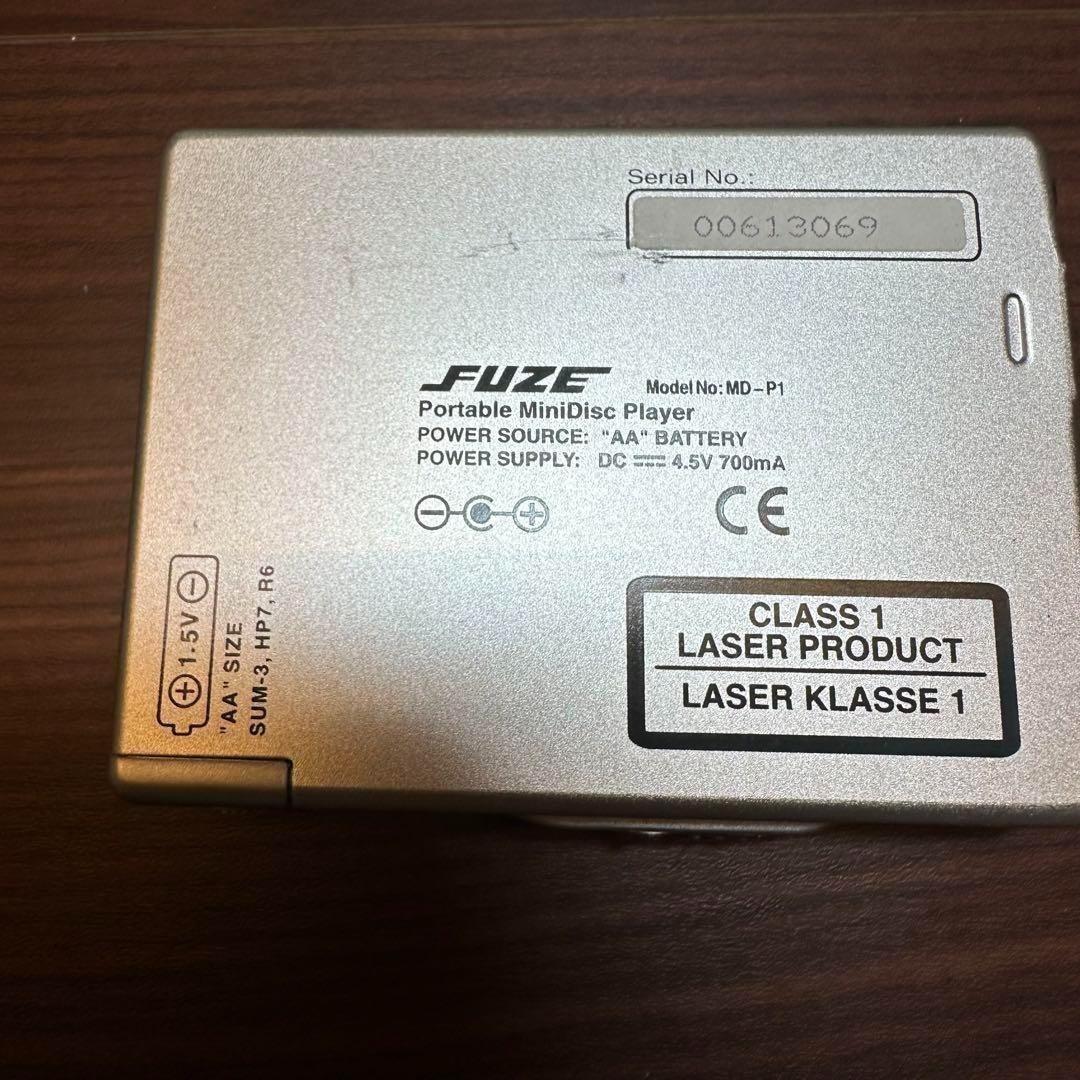 Serial No.:
00613069
FUZE Model No: MD-P1
Portable MiniDisc Player
POWER SOURCE: "AA" BATTERY
POWER SUPPLY: DC ⎓ 4.5V 700mA
CE
1.5V
"AA" SIZE
SUM-3, HP7, R6
CLASS 1
LASER PRODUCT
LASER KLASSE 1